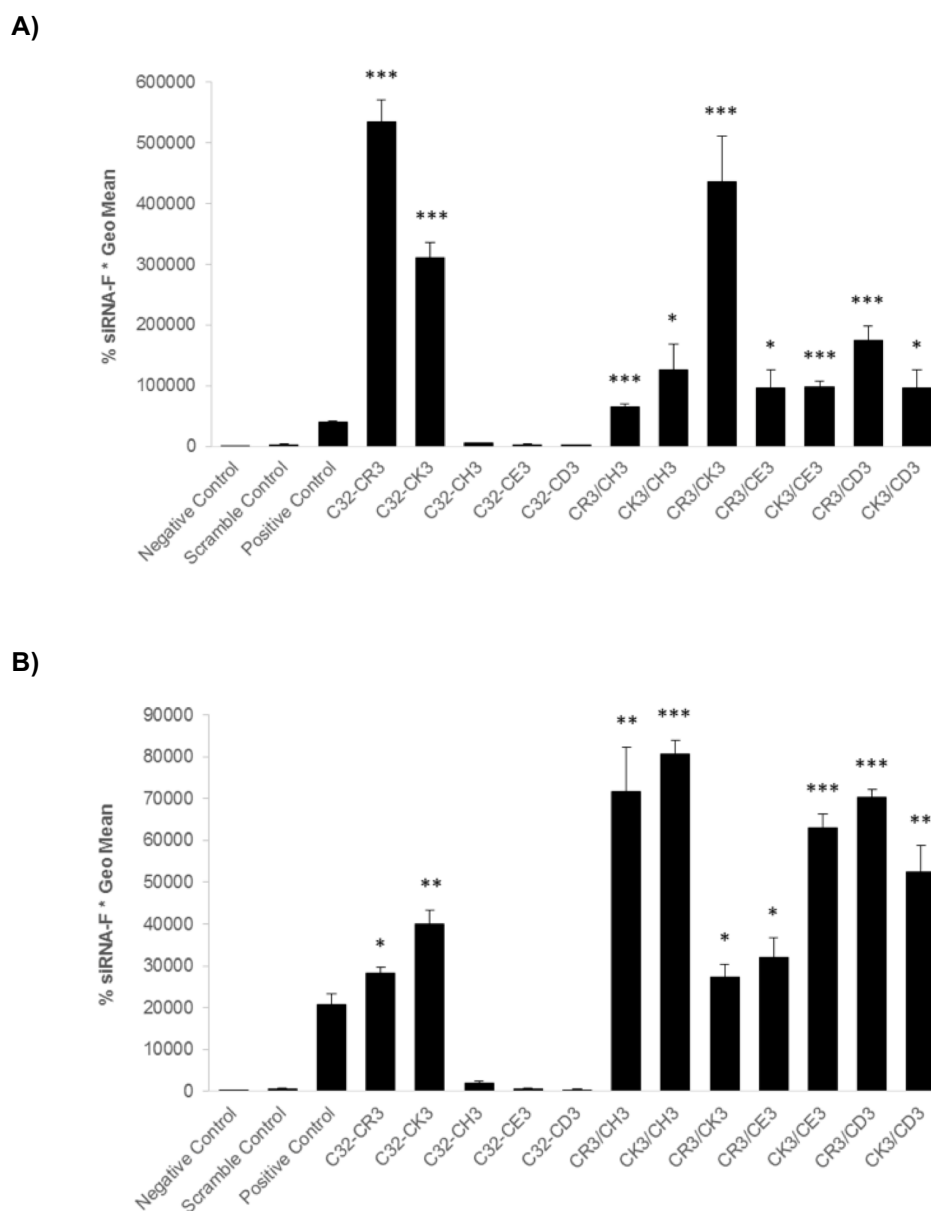 A)
% siRNA-F * Geo Mean
600000
500000
400000
300000
200000
100000
0
***
***
***
*
***
*
***
***
*
Negative Control
Scramble Control
Positive Control
C32-CR3
C32-CK3
C32-CH3
C32-CE3
C32-CD3
CR3/CH3
CK3/CH3
CR3/CK3
CR3/CE3
CK3/CE3
CR3/CD3
CK3/CD3
B)
% siRNA-F * Geo Mean
90000
80000
70000
60000
50000
40000
30000
20000
10000
0
*
**
**
***
*
*
***
***
**
Negative Control
Scramble Control
Positive Control
C32-CR3
C32-CK3
C32-CH3
C32-CE3
C32-CD3
CR3/CH3
CK3/CH3
CR3/CK3
CR3/CE3
CK3/CE3
CR3/CD3
CK3/CD3